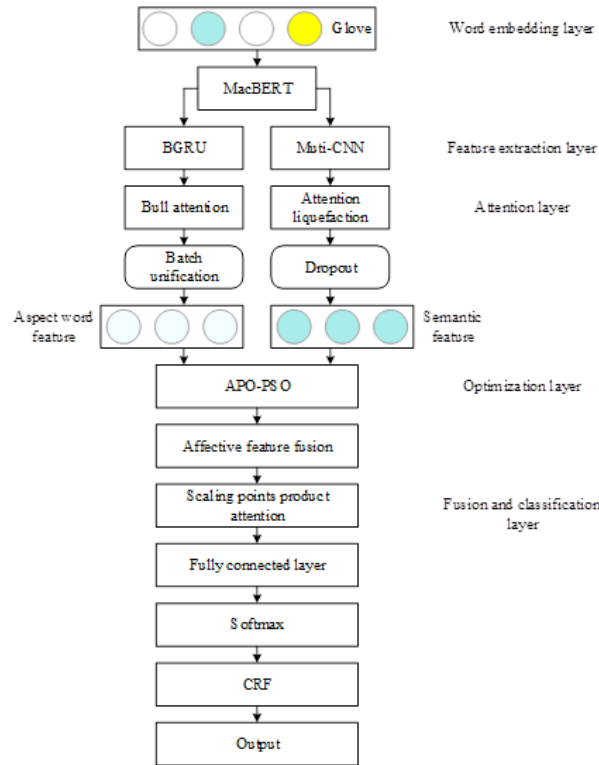 Glove
Word embedding layer
MacBERT
BGRU
Muti-CNN
Feature extraction layer
Bull attention
Attention
liquefaction
Attention layer
Batch
unification
Dropout
Aspect word
feature
Semantic
feature
APO-PSO
Optimization layer
Affective feature fusion
Scaling points product
attention
Fusion and classification
layer
Fully connected layer
Softmax
CRF
Output